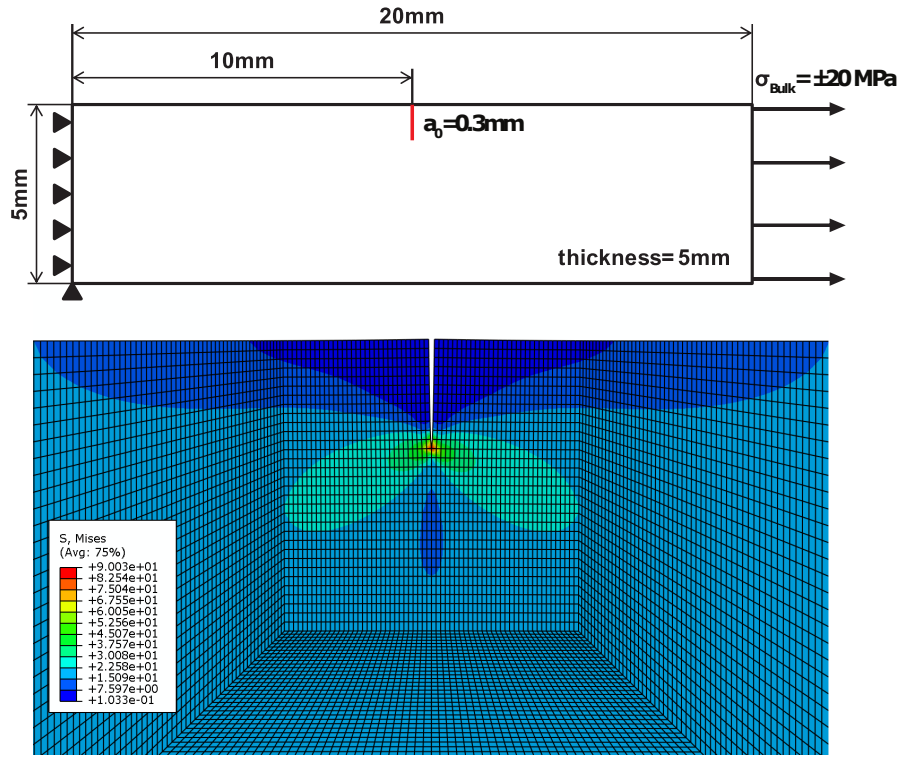 20mm
10mm
σBulk=±20MPa
a0=0.3mm
5mm
thickness= 5mm
S, Mises
(Avg: 75%)
+9.003e+01
+8.254e+01
+7.504e+01
+6.755e+01
+6.005e+01
+5.256e+01
+4.507e+01
+3.757e+01
+3.008e+01
+2.258e+01
+1.509e+01
+7.597e+00
+1.033e-01